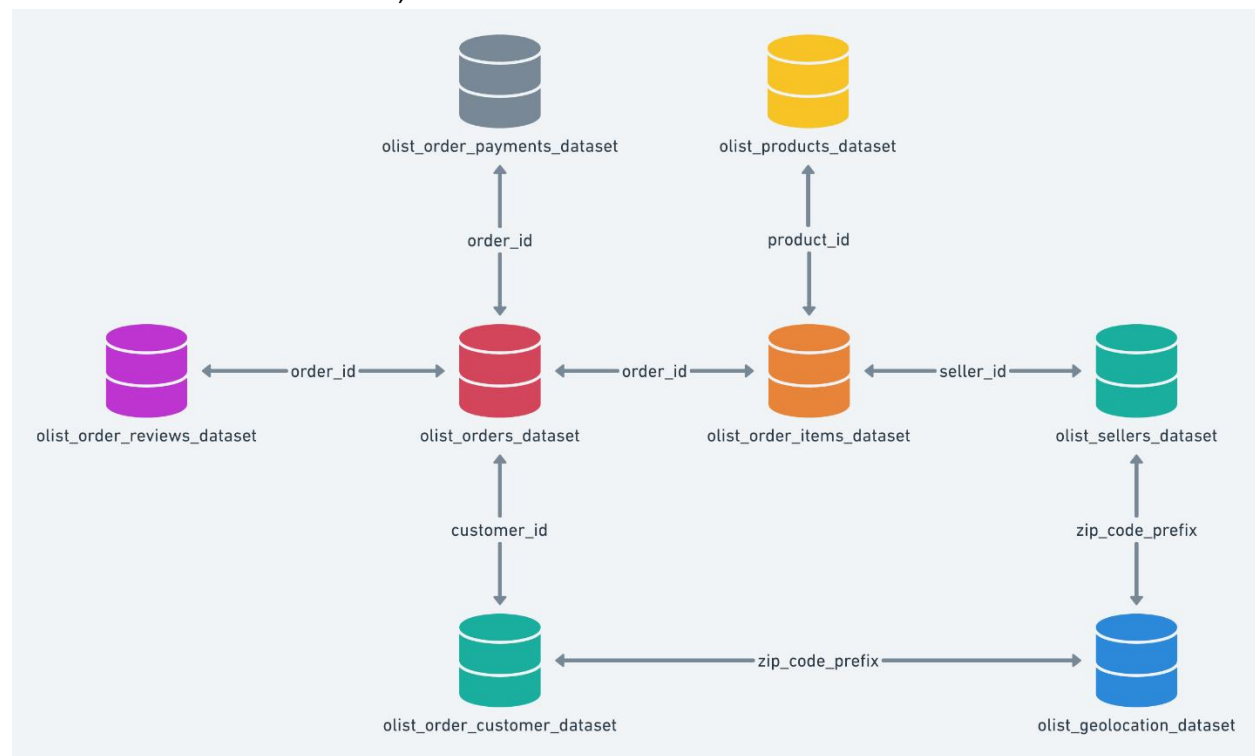 olist_order_payments_dataset
olist_products_dataset
order_id
product_id
order_id
order_id
seller_id
olist_order_reviews_dataset
olist_orders_dataset
olist_order_items_dataset
olist_sellers_dataset
customer_id
zip_code_prefix
zip_code_prefix
olist_order_customer_dataset
olist_geolocation_dataset